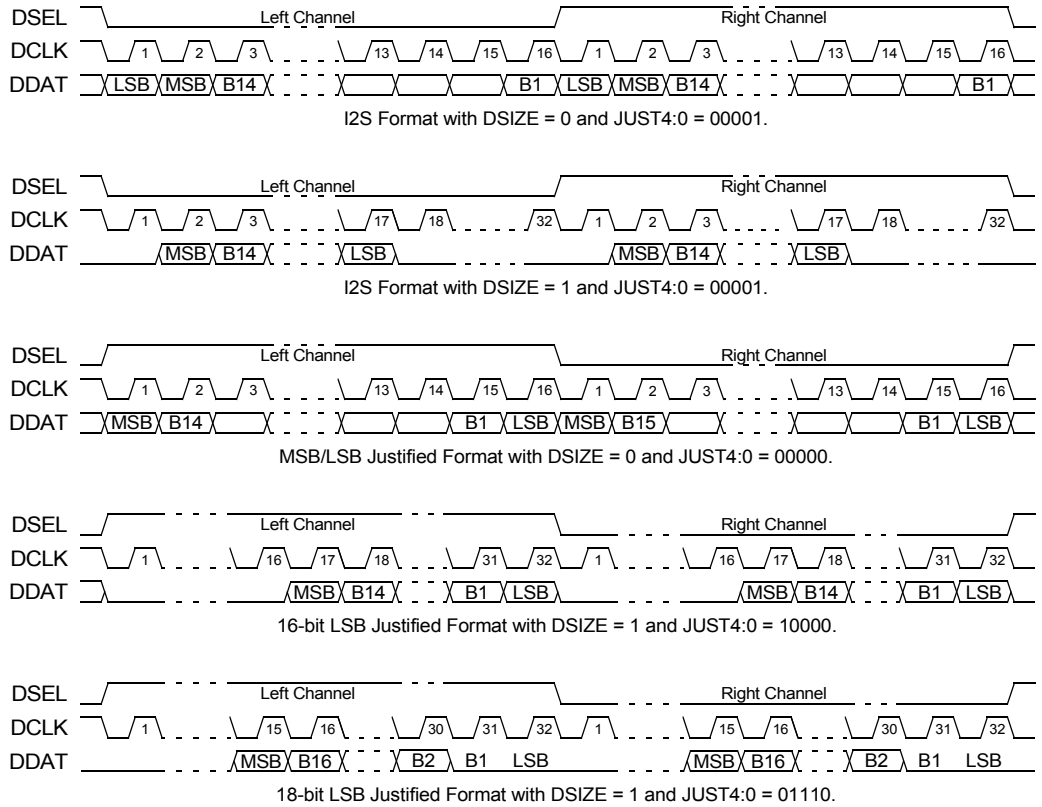 DSEL Left Channel Right Channel
DCLK 1 2 3 13 14 15 16 1 2 3 13 14 15 16
DDAT LSB MSB B14 B1 LSB MSB B14 B1
I2S Format with DSIZE = 0 and JUST4:0 = 00001.
DSEL Left Channel Right Channel
DCLK 1 2 3 17 18 32 1 2 3 17 18 32
DDAT MSB B14 LSB MSB B14 LSB
I2S Format with DSIZE = 1 and JUST4:0 = 00001.
DSEL Left Channel Right Channel
DCLK 1 2 3 13 14 15 16 1 2 3 13 14 15 16
DDAT MSB B14 B1 LSB MSB B15 B1 LSB
MSB/LSB Justified Format with DSIZE = 0 and JUST4:0 = 00000.
DSEL Left Channel Right Channel
DCLK 1 16 17 18 31 32 1 16 17 18 31 32
DDAT MSB B14 B1 LSB MSB B14 B1 LSB
16-bit LSB Justified Format with DSIZE = 1 and JUST4:0 = 10000.
DSEL Left Channel Right Channel
DCLK 1 15 16 30 31 32 1 15 16 30 31 32
DDAT MSB B16 B2 B1 LSB MSB B16 B2 B1 LSB
18-bit LSB Justified Format with DSIZE = 1 and JUST4:0 = 01110.